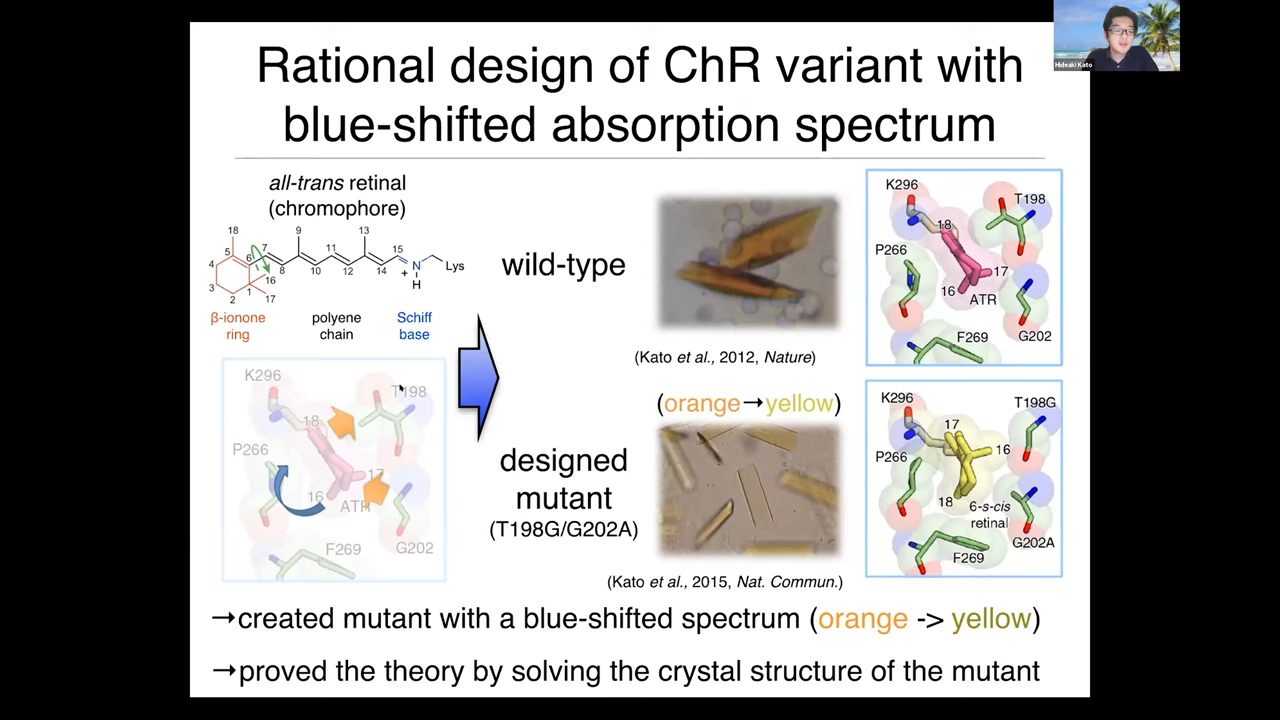 Rational design of ChR variant with
blue-shifted absorption spectrum
Hideaki Kato
all-trans retinal
(chromophore)
18
9
13
5
6
7
11
15
4
8
10
12
14
N
+
H
Lys
16
3
2
1
17
β-ionone
ring
polyene
chain
Schiff
base
K296
T198
18
P266
17
16
ATR
F269
G202
wild-type
(Kato et al., 2012, Nature)
K296
T198
18
P266
17
16
ATR
F269
G202
(orange→yellow)
designed
mutant
(T198G/G202A)
(Kato et al., 2015, Nat. Commun.)
K296
T198G
17
16
P266
18
6-s-cis
retinal
G202A
F269
→created mutant with a blue-shifted spectrum (orange -> yellow)
→proved the theory by solving the crystal structure of the mutant